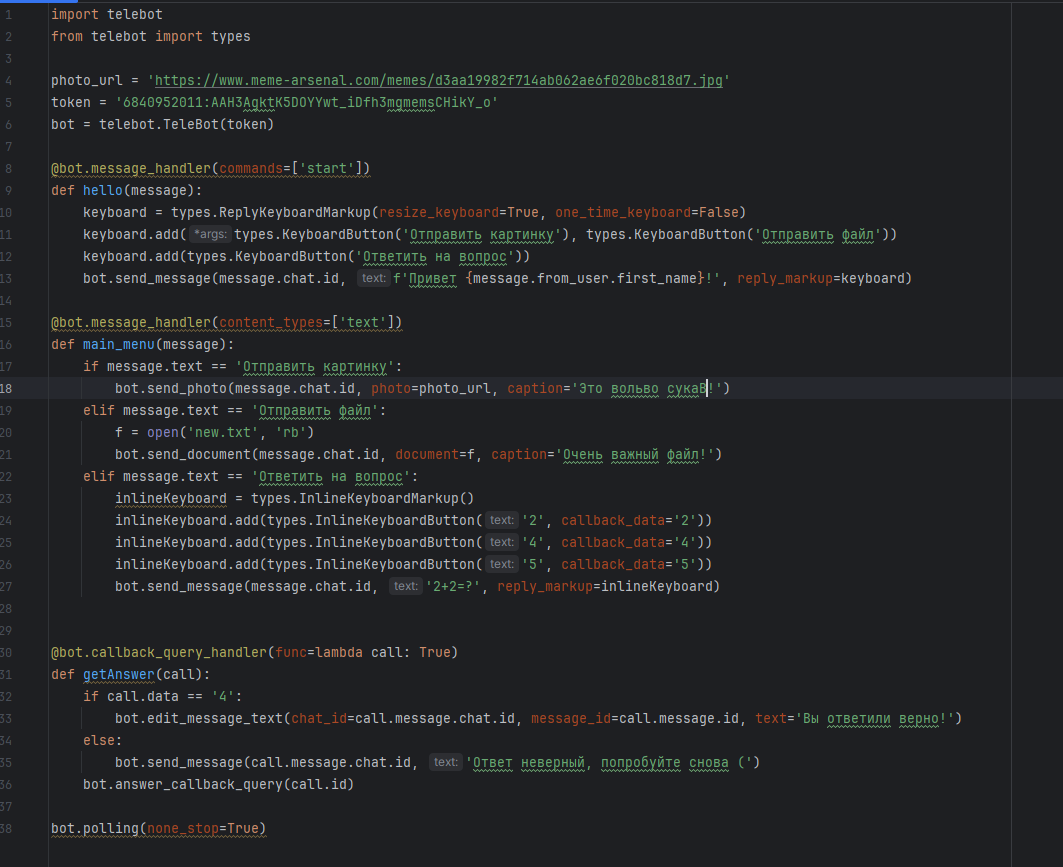 1 import telebot
2 from telebot import types
3
4 photo_url = 'https://www.meme-arsenal.com/memes/d3aa19982f714ab062ae6f020bc818d7.jpg'
5 token = '6840952011:AAH3AgktK5DOYYwt_iDfh3mqmemsCHikY_o'
6 bot = telebot.TeleBot(token)
7
8 @bot.message_handler(commands=['start'])
9 def hello(message):
10 keyboard = types.ReplyKeyboardMarkup(resize_keyboard=True, one_time_keyboard=False)
11 keyboard.add( *args: types.KeyboardButton('Отправить картинку'), types.KeyboardButton('Отправить файл'))
12 keyboard.add(types.KeyboardButton('Ответить на вопрос'))
13 bot.send_message(message.chat.id, text: f'Привет {message.from_user.first_name}!', reply_markup=keyboard)
14
15 @bot.message_handler(content_types=['text'])
16 def main_menu(message):
17 if message.text == 'Отправить картинку':
18 bot.send_photo(message.chat.id, photo=photo_url, caption='Это вольво сукаВ!')
19 elif message.text == 'Отправить файл':
20 f = open('new.txt', 'rb')
21 bot.send_document(message.chat.id, document=f, caption='Очень важный файл!')
22 elif message.text == 'Ответить на вопрос':
23 inlineKeyboard = types.InlineKeyboardMarkup()
24 inlineKeyboard.add(types.InlineKeyboardButton( text: '2', callback_data='2'))
25 inlineKeyboard.add(types.InlineKeyboardButton( text: '4', callback_data='4'))
26 inlineKeyboard.add(types.InlineKeyboardButton( text: '5', callback_data='5'))
27 bot.send_message(message.chat.id, text: '2+2=?', reply_markup=inlineKeyboard)
28
29
30 @bot.callback_query_handler(func=lambda call: True)
31 def getAnswer(call):
32 if call.data == '4':
33 bot.edit_message_text(chat_id=call.message.chat.id, message_id=call.message.id, text='Вы ответили верно!')
34 else:
35 bot.send_message(call.message.chat.id, text: 'Ответ неверный, попробуйте снова (')
36 bot.answer_callback_query(call.id)
37
38 bot.polling(none_stop=True)